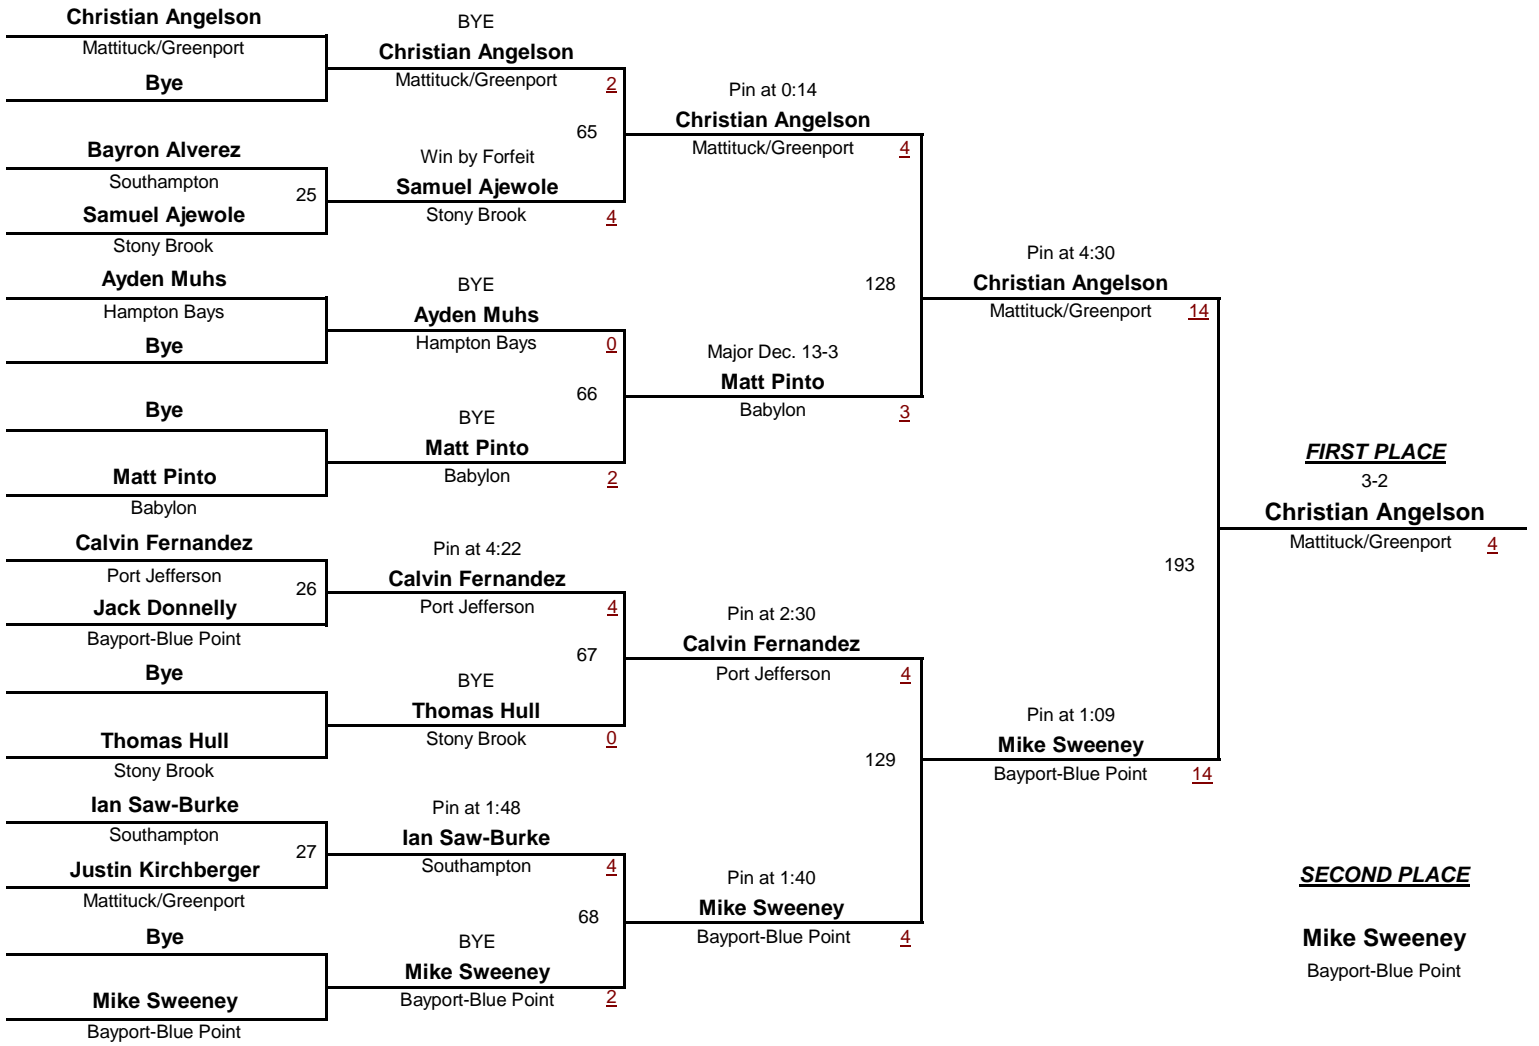 Christian Angelson
Mattituck/Greenport
Bye
Bayron Alverez
Southampton
25
Samuel Ajewole
Stony Brook
Ayden Muhs
Hampton Bays
Bye
Bye
Matt Pinto
Babylon
Calvin Fernandez
Port Jefferson
26
Jack Donnelly
Bayport-Blue Point
Bye
Thomas Hull
Stony Brook
Ian Saw-Burke
Southampton
27
Justin Kirchberger
Mattituck/Greenport
Bye
Mike Sweeney
Bayport-Blue Point
BYE
Christian Angelson
Mattituck/Greenport 2
65
Win by Forfeit
Samuel Ajewole
Stony Brook 4
BYE
Ayden Muhs
Hampton Bays 0
66
BYE
Matt Pinto
Babylon 2
Pin at 4:22
Calvin Fernandez
Port Jefferson 4
67
BYE
Thomas Hull
Stony Brook 0
Pin at 1:48
Ian Saw-Burke
Southampton 4
68
BYE
Mike Sweeney
Bayport-Blue Point 2
Pin at 0:14
Christian Angelson
Mattituck/Greenport 4
128
Major Dec. 13-3
Matt Pinto
Babylon 3
Pin at 2:30
Calvin Fernandez
Port Jefferson 4
129
Pin at 1:40
Mike Sweeney
Bayport-Blue Point 4
Pin at 4:30
Christian Angelson
Mattituck/Greenport 14
193
Pin at 1:09
Mike Sweeney
Bayport-Blue Point 14
FIRST PLACE
3-2
Christian Angelson
Mattituck/Greenport 4
SECOND PLACE
Mike Sweeney
Bayport-Blue Point